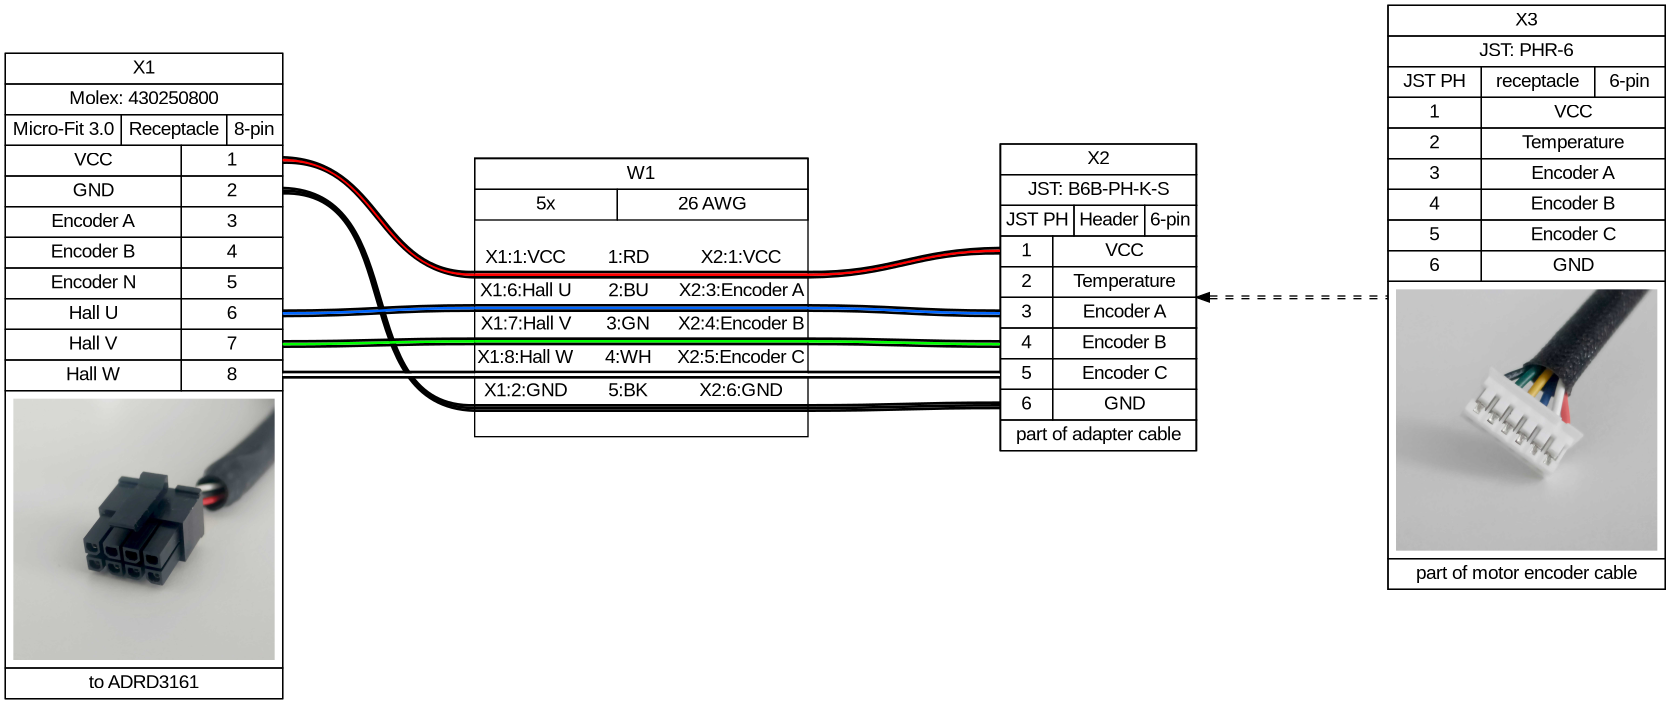 X1
Molex: 430250800
Micro-Fit 3.0 Receptacle 8-pin
VCC 1
GND 2
Encoder A 3
Encoder B 4
Encoder N 5
Hall U 6
Hall V 7
Hall W 8
to ADRD3161
W1
5x 26 AWG
X1:1:VCC 1:RD X2:1:VCC
X1:6:Hall U 2:BU X2:3:Encoder A
X1:7:Hall V 3:GN X2:4:Encoder B
X1:8:Hall W 4:WH X2:5:Encoder C
X1:2:GND 5:BK X2:6:GND
X2
JST: B6B-PH-K-S
JST PH Header 6-pin
1 VCC
2 Temperature
3 Encoder A
4 Encoder B
5 Encoder C
6 GND
part of adapter cable
X3
JST: PHR-6
JST PH receptacle 6-pin
1 VCC
2 Temperature
3 Encoder A
4 Encoder B
5 Encoder C
6 GND
part of motor encoder cable